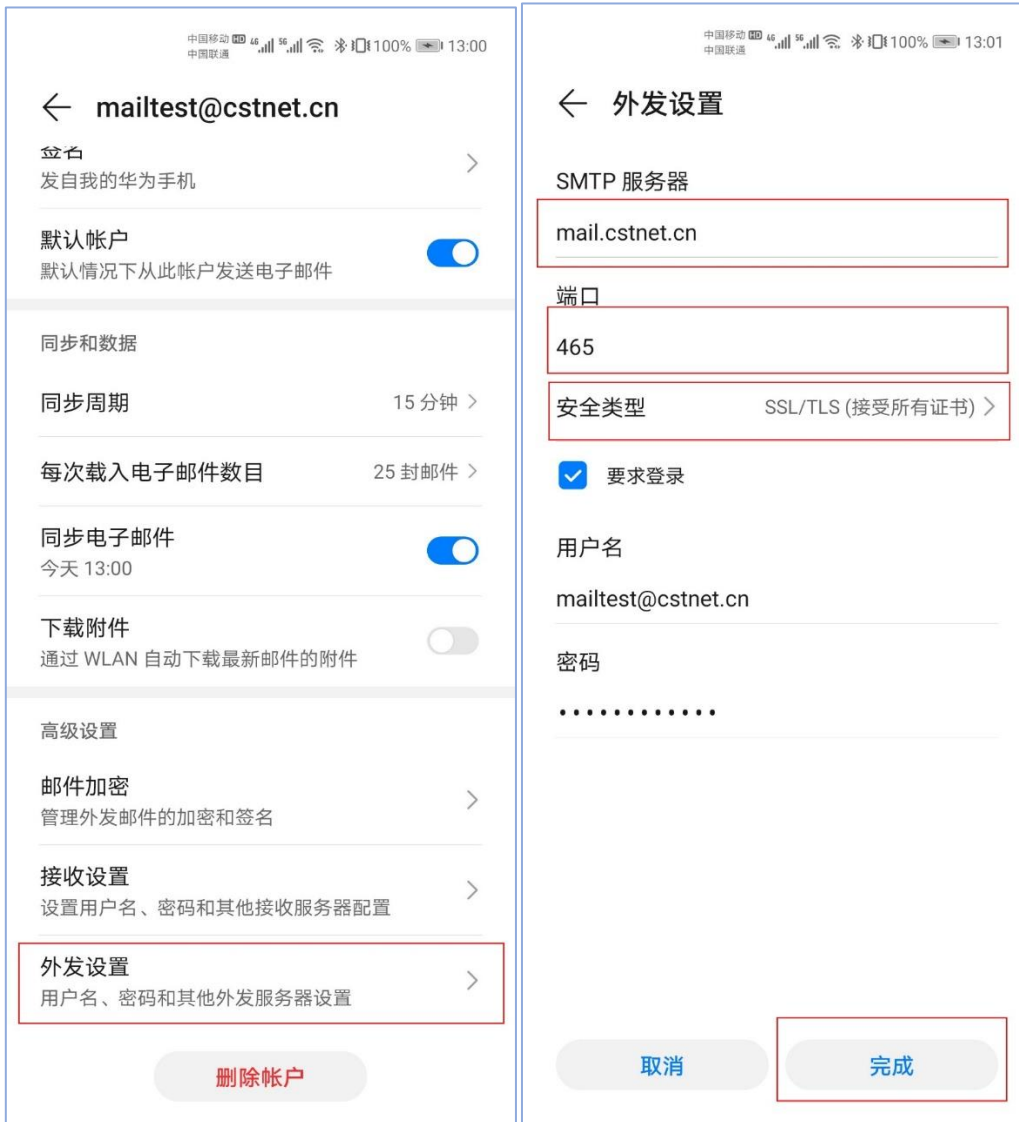 中国移动 HD 4G 5G 100% 13:00
中国联通
mailtest@cstnet.cn
签名
发自我的华为手机
默认帐户
默认情况下从此帐户发送电子邮件
同步和数据
同步周期 15 分钟
每次载入电子邮件数目 25 封邮件
同步电子邮件
今天 13:00
下载附件
通过 WLAN 自动下载最新邮件的附件
高级设置
邮件加密
管理外发邮件的加密和签名
接收设置
设置用户名、密码和其他接收服务器配置
外发设置
用户名、密码和其他外发服务器设置
删除帐户
中国移动 HD 4G 5G 100% 13:01
中国联通
外发设置
SMTP 服务器
mail.cstnet.cn
端口
465
安全类型 SSL/TLS (接受所有证书)
要求登录
用户名
mailtest@cstnet.cn
密码
••••••••••••
取消 完成